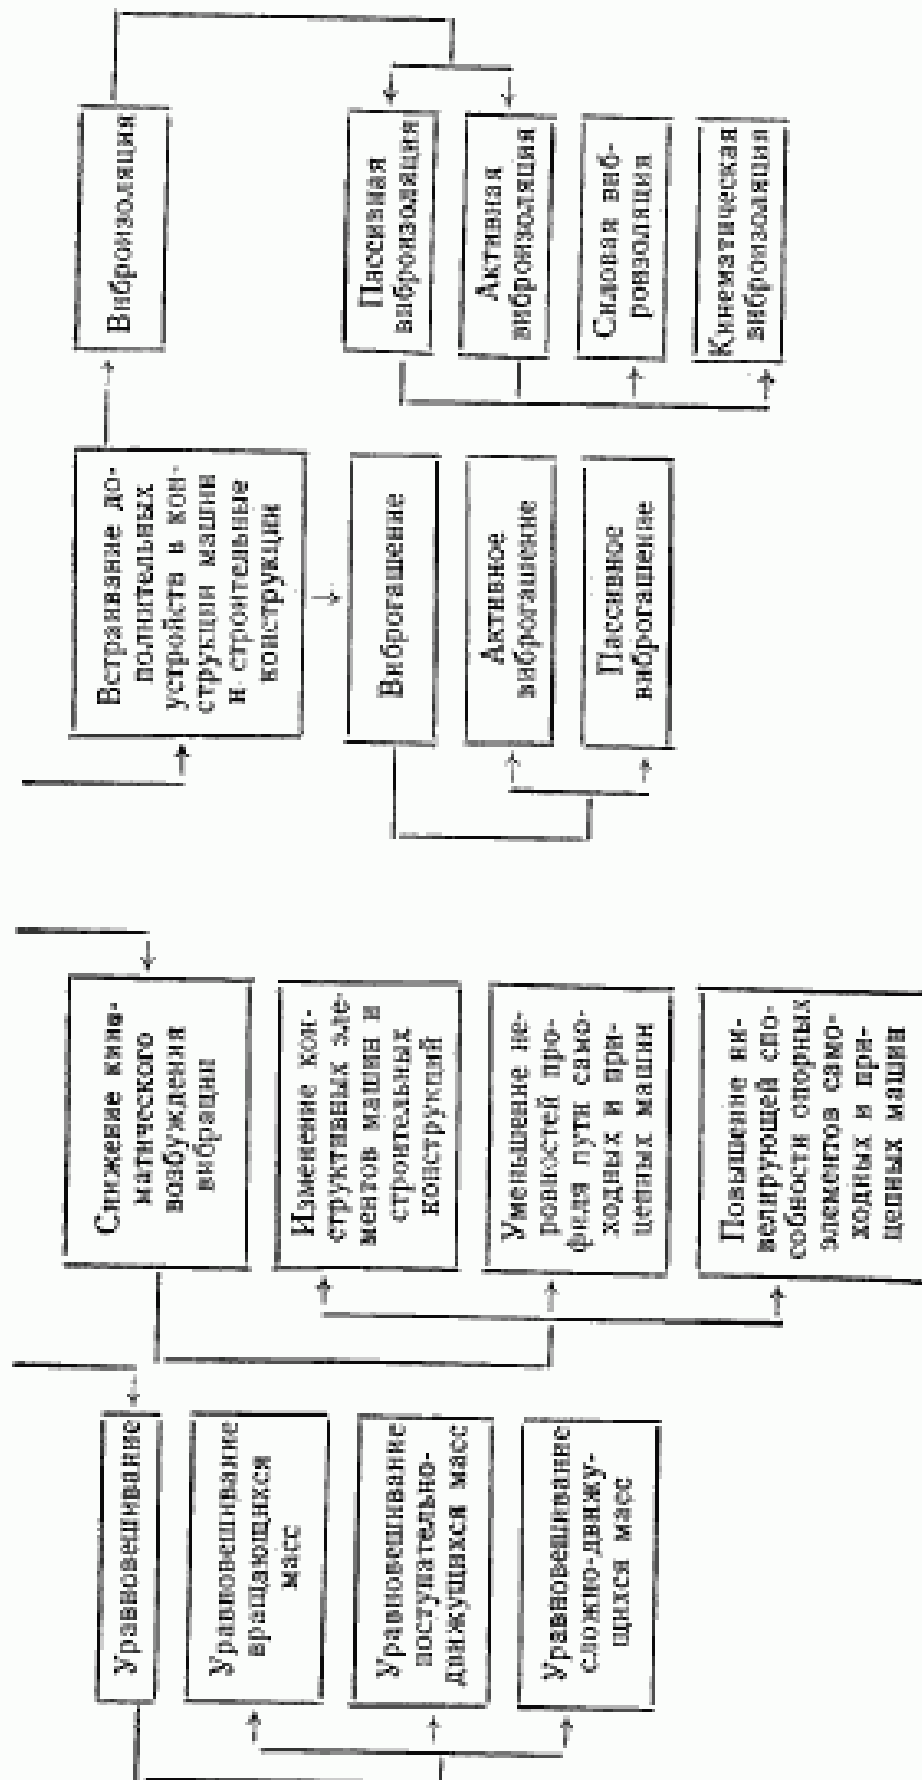 Уравновешивание
Уравновешивание
вращающихся
масс
Уравновешивание
поступательно-
движущихся масс
Уравновешивание
сложно-движу-
щихся масс
Снижение кине-
матического
возбуждения
вибрации
Изменение кон-
структивных эле-
ментов машин и
строительных
конструкций
Уменьшение не-
ровностей про-
филя пути само-
ходных и при-
цепных машин
Повышение ни-
велирующей спо-
собности опорных
элементов само-
ходных и при-
цепных машин
Встраивание до-
полнительных
устройств в кон-
струкции машин
и строительные
конструкции
Виброгашение
Активное
виброгашение
Пассивное
виброгашение
Виброизоляция
Пассивная
виброизоляция
Активная
виброизоляция
Силовая виб-
роизоляция
Кинематическая
виброизоляция